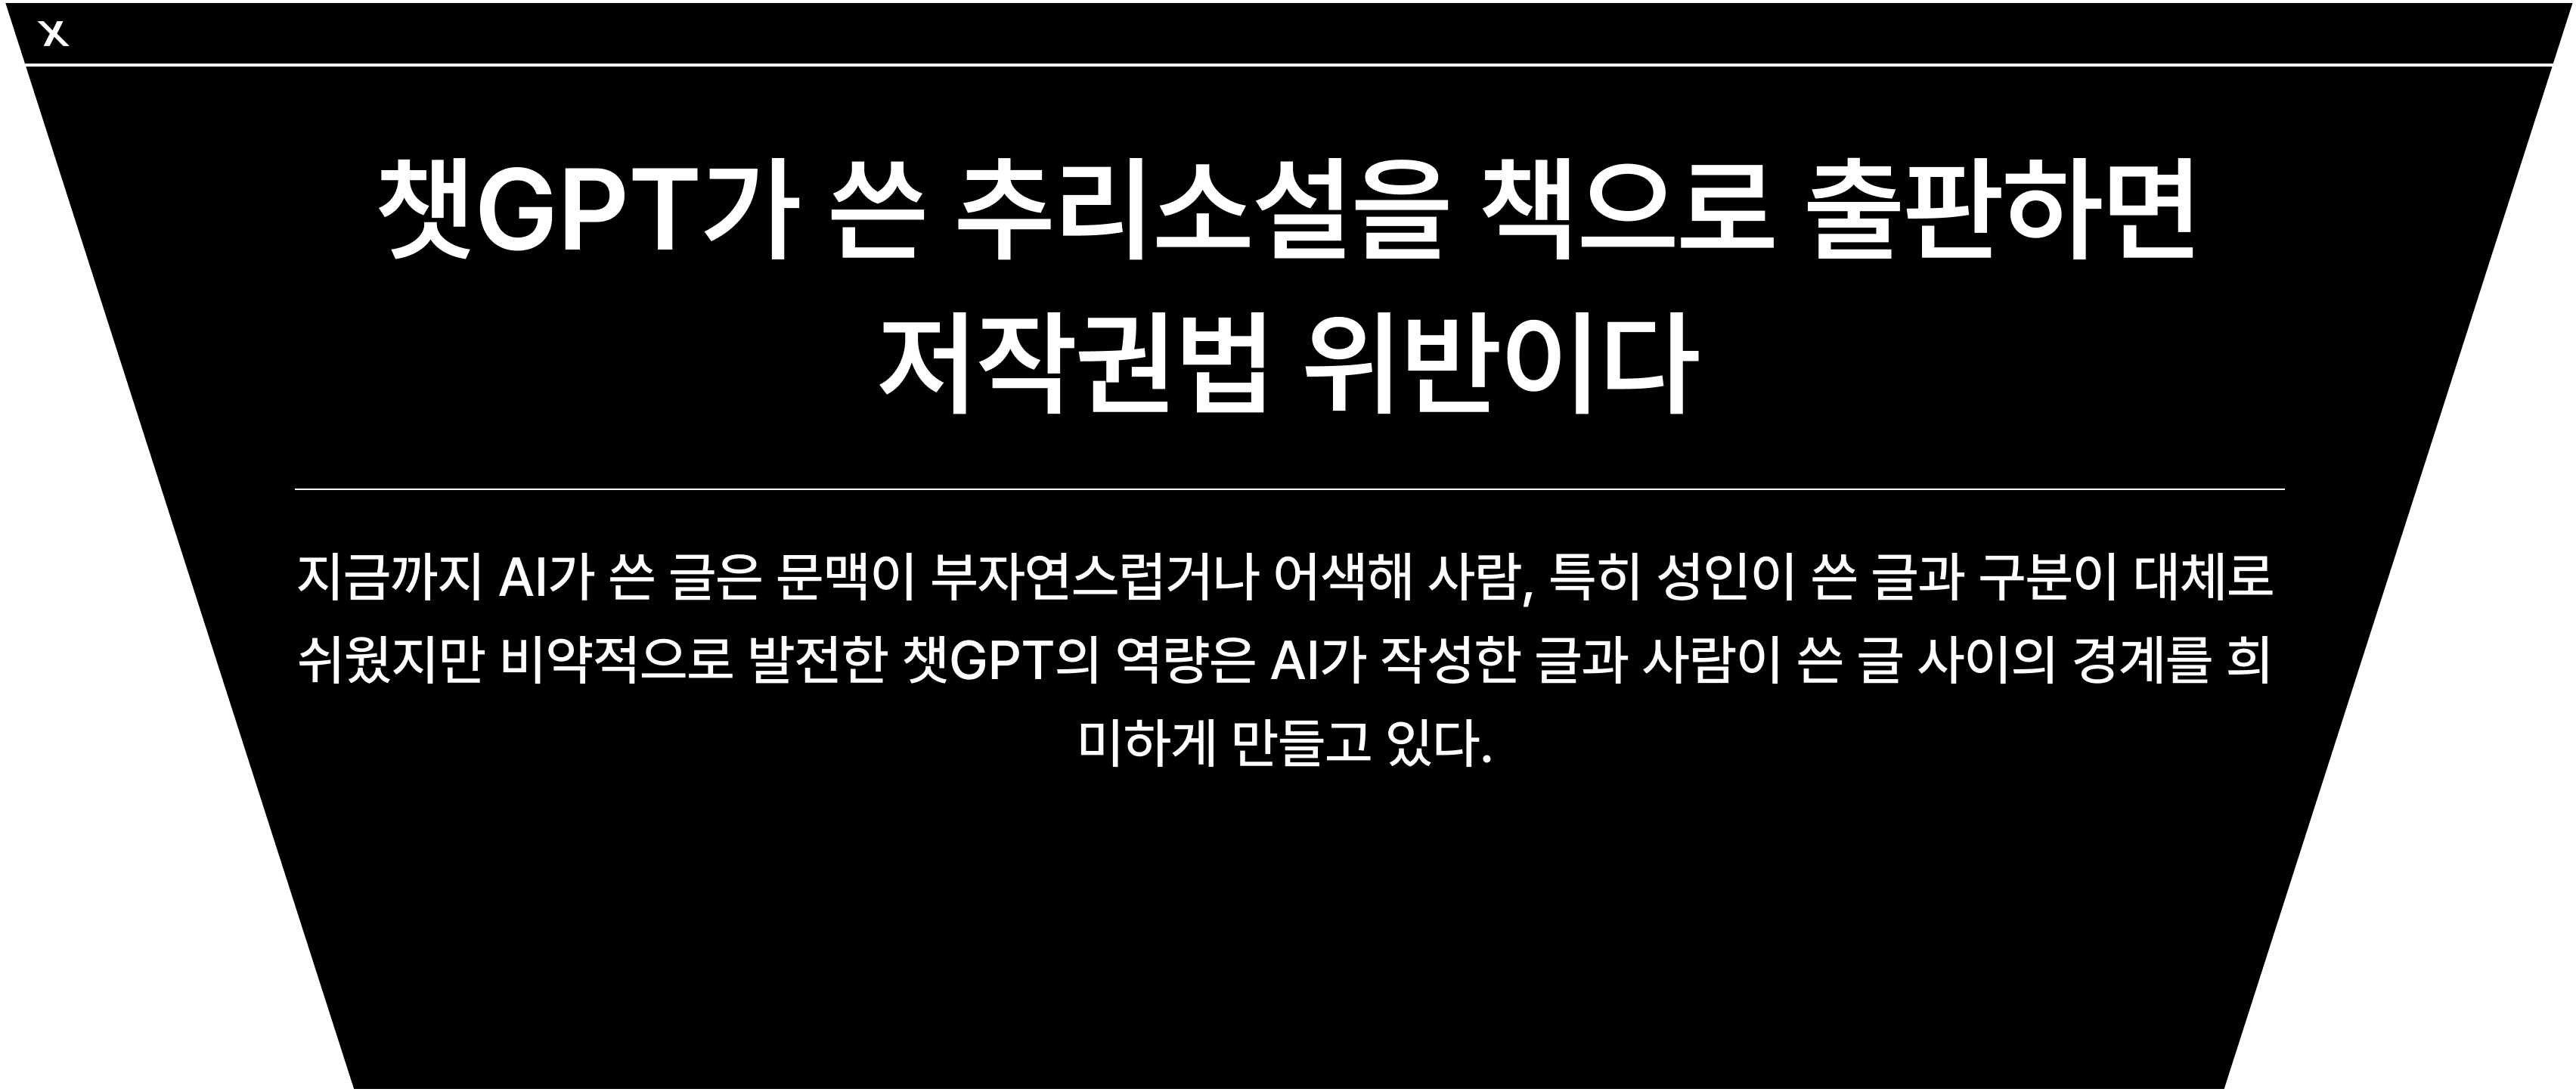 X
챗GPT가 쓴 추리소설을 책으로 출판하면
저작권법 위반이다
지금까지 AI가 쓴 글은 문맥이 부자연스럽거나 어색해 사람, 특히 성인이 쓴 글과 구분이 대체로
쉬웠지만 비약적으로 발전한 챗GPT의 역량은 AI가 작성한 글과 사람이 쓴 글 사이의 경계를 희
미하게 만들고 있다.